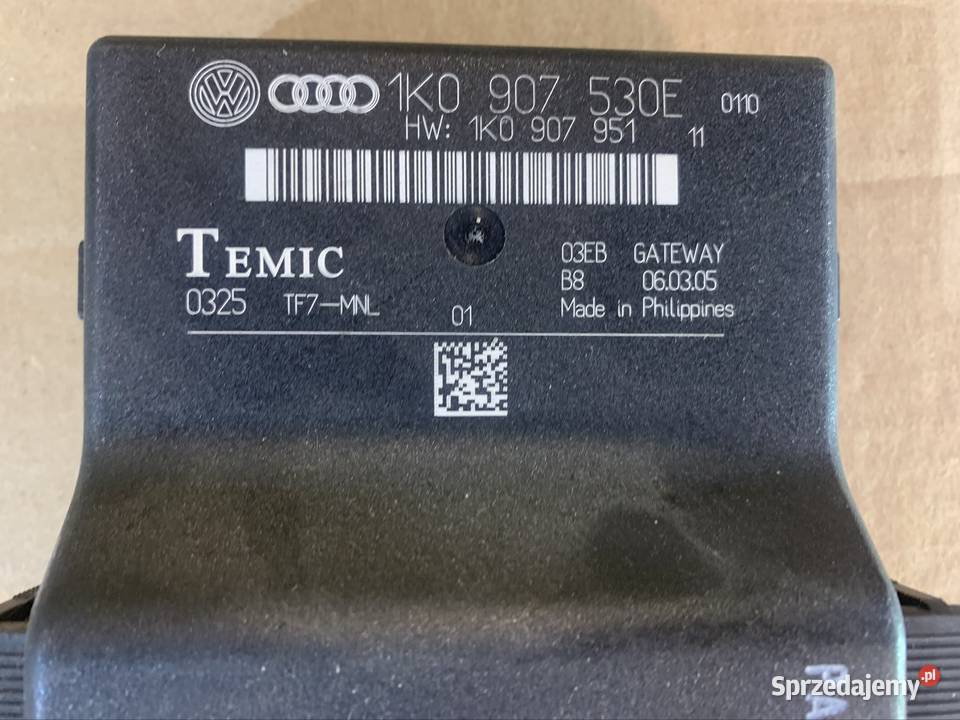 1K0 907 530E 0110
HW: 1K0 907 951 11
TEMIC 03EB GATEWAY
B8 06.03.05
0325 TF7-MNL 01 Made in Philippines
PA
Sprzedajemy.pl